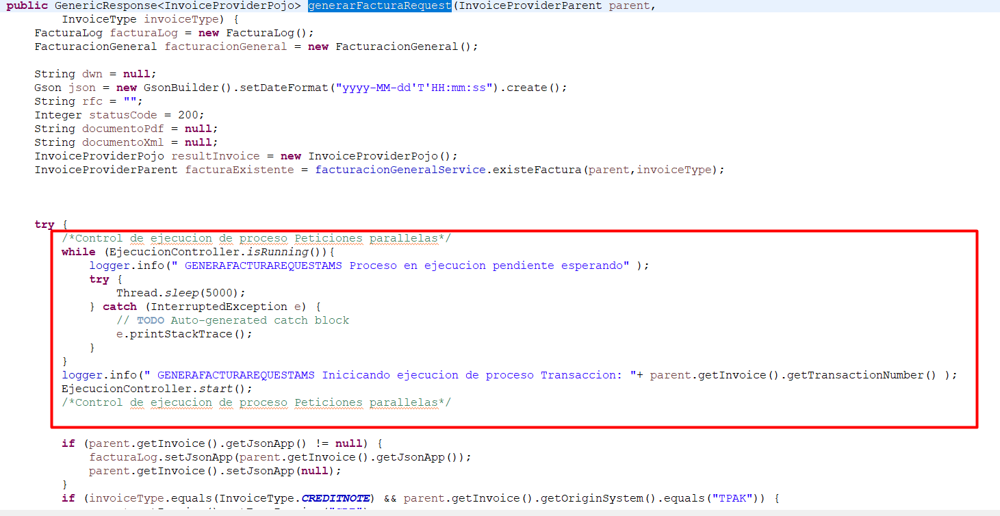 public GenericResponse<InvoiceProviderPojo> generarFacturaRequest(InvoiceProviderParent parent,
InvoiceType invoiceType) {
FacturaLog facturaLog = new FacturaLog();
FacturacionGeneral facturacionGeneral = new FacturacionGeneral();
String dwn = null;
Gson json = new GsonBuilder().setDateFormat("yyyy-MM-dd'T'HH:mm:ss").create();
String rfc = "";
Integer statusCode = 200;
String documentoPdf = null;
String documentoXml = null;
InvoiceProviderPojo resultInvoice = new InvoiceProviderPojo();
InvoiceProviderParent facturaExistente = facturacionGeneralService.existeFactura(parent,invoiceType);
try {
/*Control de ejecucion de proceso Peticiones parallelas*/
while (EjecucionController.isRunning()){
logger.info(" GENERAFACTURAREQUESTAMS Proceso en ejecucion pendiente esperando" );
try {
Thread.sleep(5000);
} catch (InterruptedException e) {
// TODO Auto-generated catch block
e.printStackTrace();
}
}
logger.info(" GENERAFACTURAREQUESTAMS Inicicando ejecucion de proceso Transaccion: "+ parent.getInvoice().getTransactionNumber() );
EjecucionController.start();
/*Control de ejecucion de proceso Peticiones parallelas*/
if (parent.getInvoice().getJsonApp() != null) {
facturaLog.setJsonApp(parent.getInvoice().getJsonApp());
parent.getInvoice().setJsonApp(null);
}
if (invoiceType.equals(InvoiceType.CREDITNOTE) && parent.getInvoice().getOriginSystem().equals("TPAK")) {